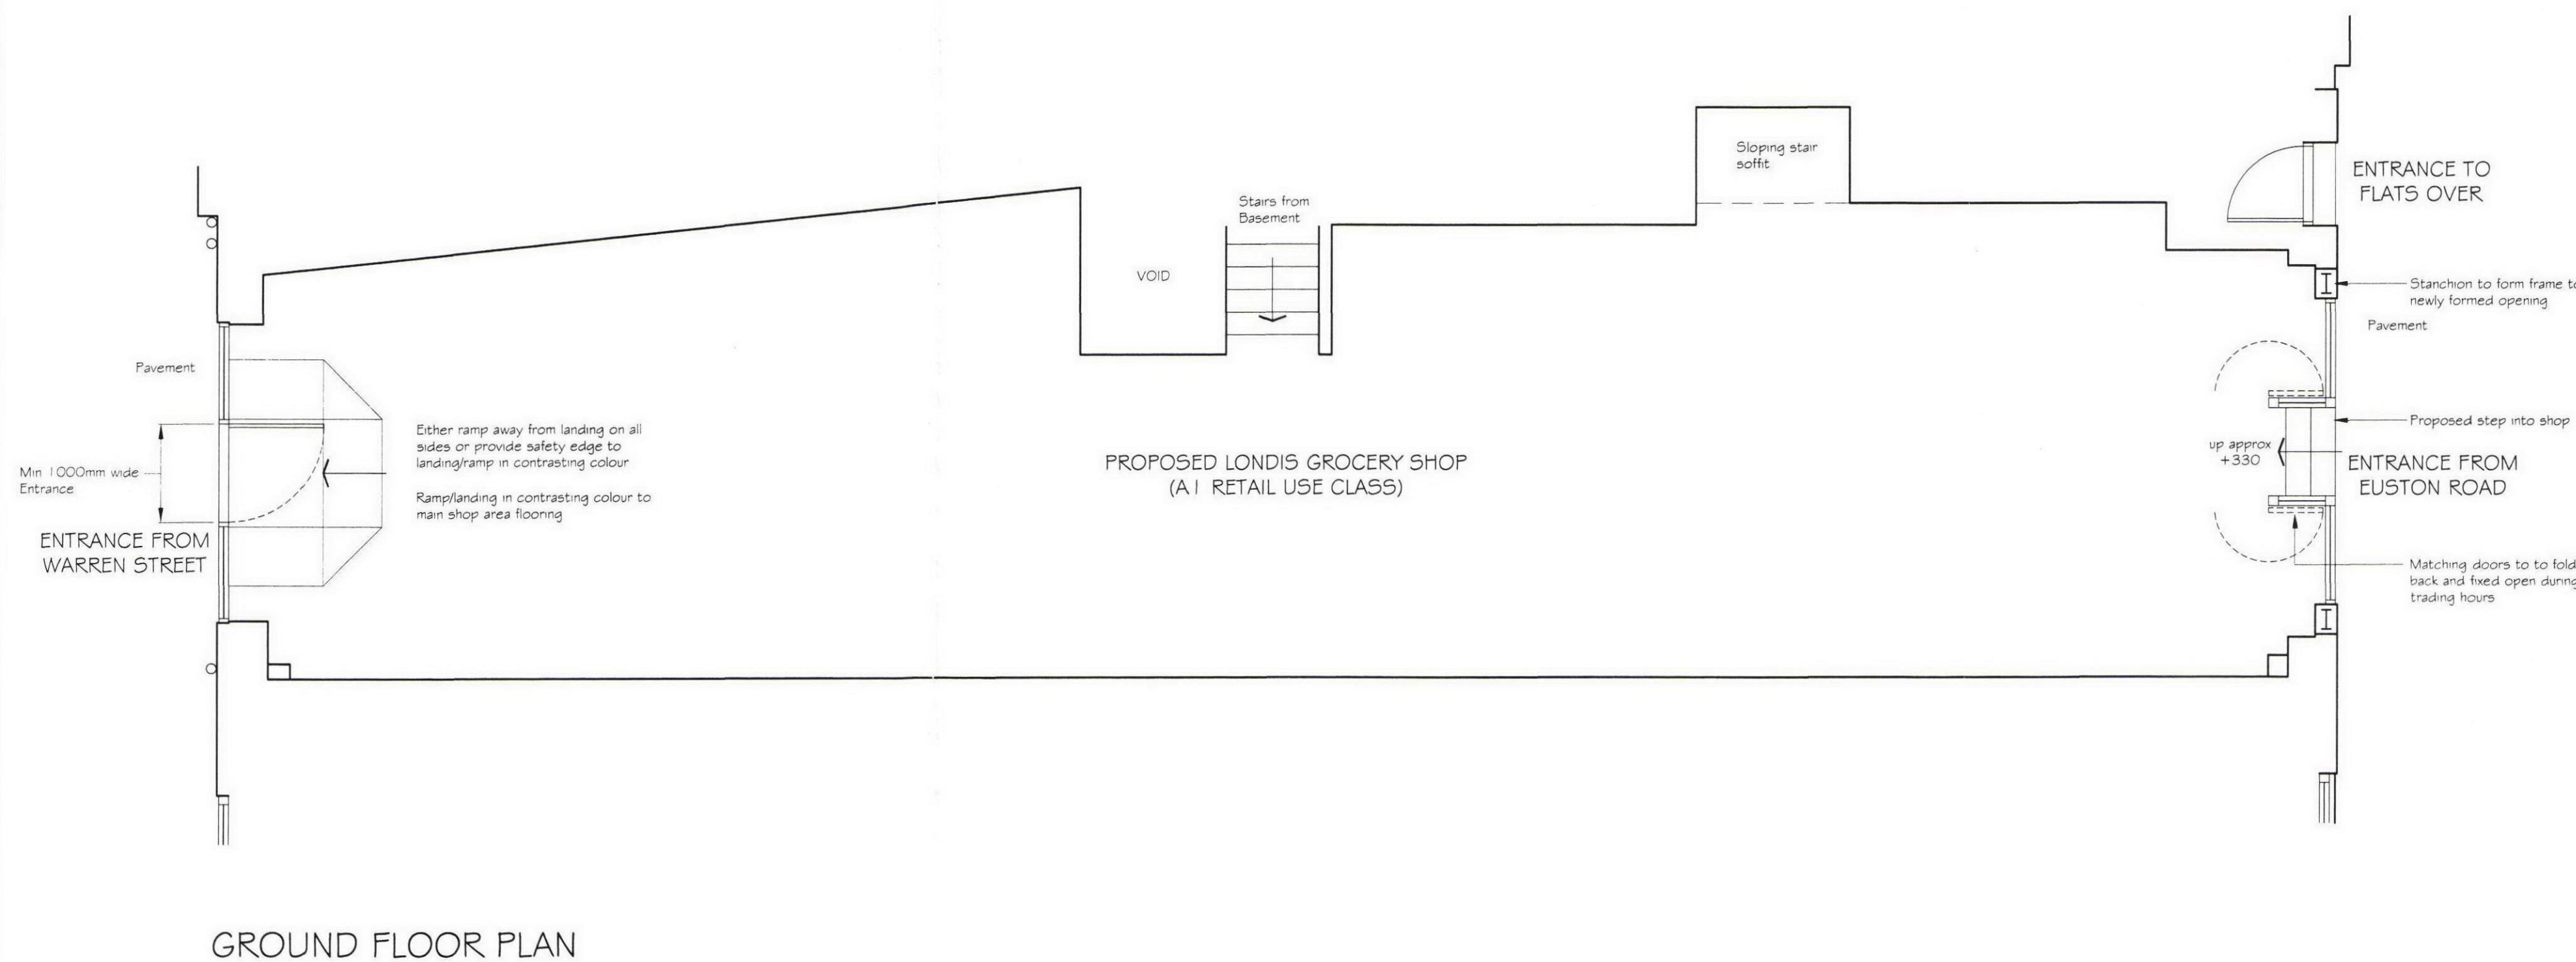 Sloping stair
soffit
ENTRANCE TO
FLATS OVER
Stairs from
Basement
VOID
Stanchion to form frame to
newly formed opening
Pavement
Pavement
Either ramp away from landing on all
sides or provide safety edge to
landing/ramp in contrasting colour
Ramp/landing in contrasting colour to
main shop area flooring
Min 1000mm wide
Entrance
ENTRANCE FROM
WARREN STREET
PROPOSED LONDIS GROCERY SHOP
(A1 RETAIL USE CLASS)
Proposed step into shop
up approx
+330
ENTRANCE FROM
EUSTON ROAD
Matching doors to to fold
back and fixed open during
trading hours
GROUND FLOOR PLAN